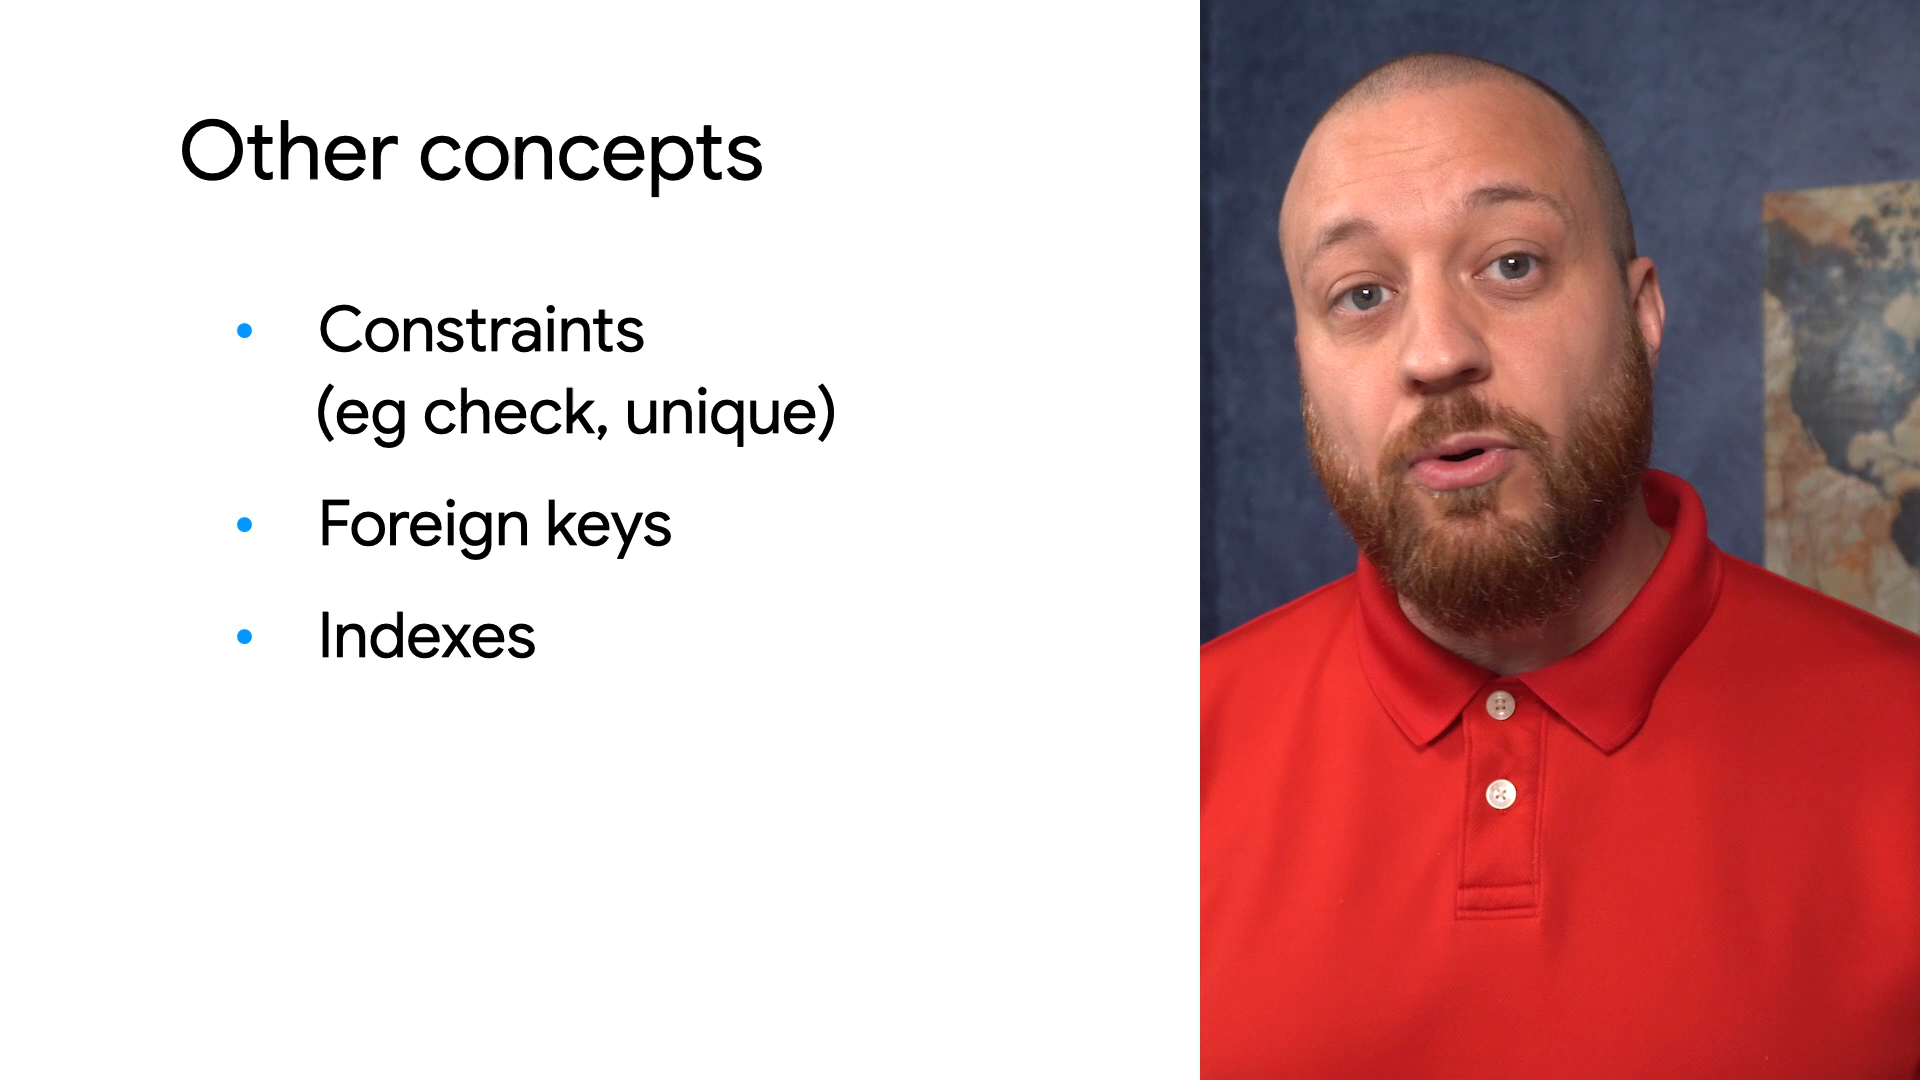 Other concepts
• Constraints
(eg check, unique)
• Foreign keys
• Indexes